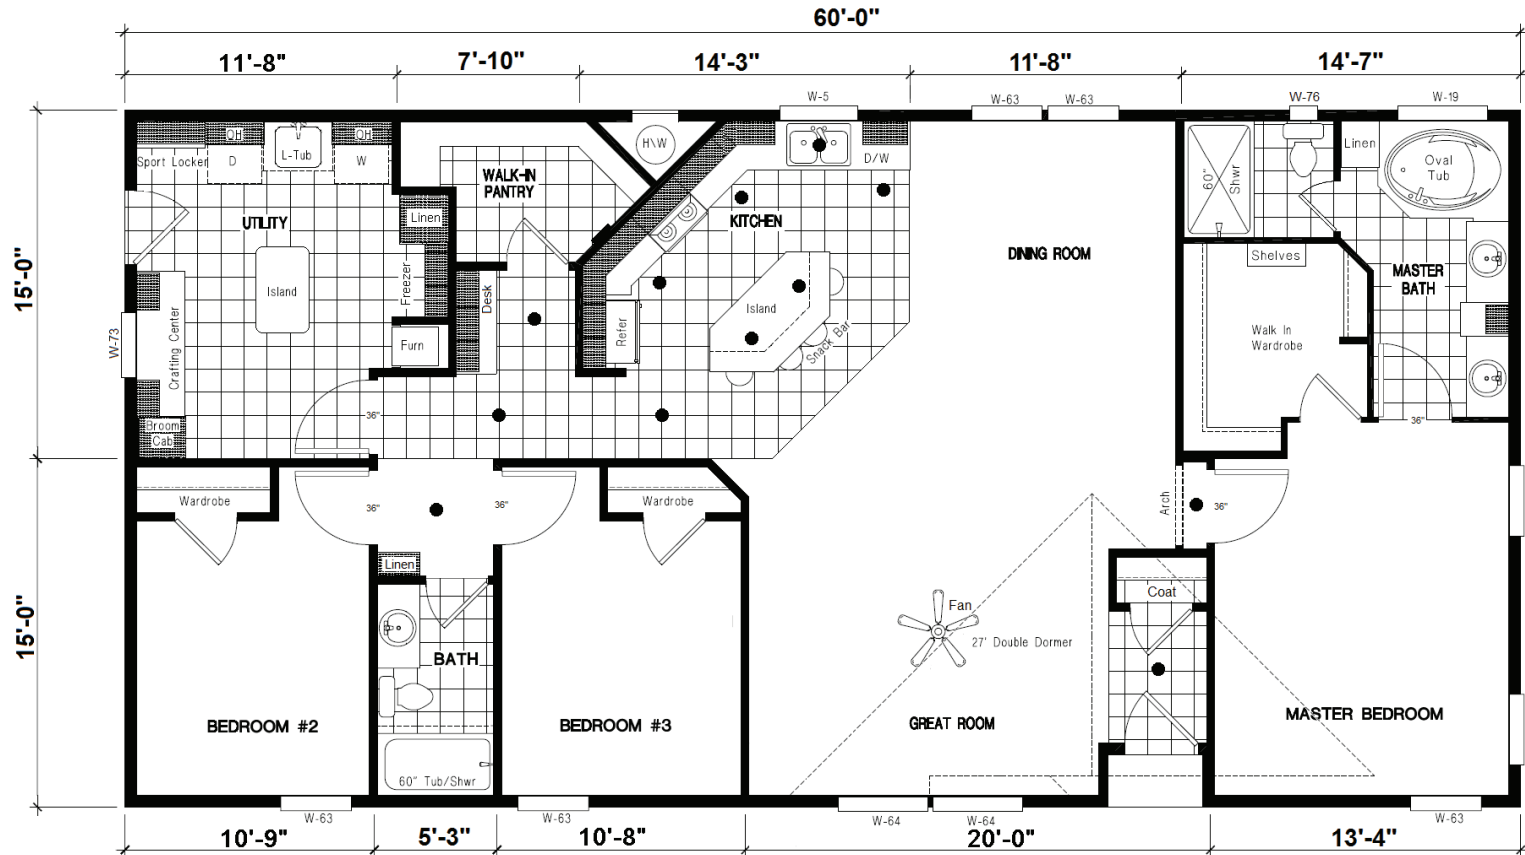 60'-0"
11'-8"
7'-10"
14'-3"
11'-8"
14'-7"
W-5
W-63
W-63
W-76
W-19
OH
OH
L-Tub
Sport Locker
D
W
H\W
D/W
60" Shwr
Linen
Oval
Tub
WALK-IN
PANTRY
UTILITY
Linen
KITCHEN
DINING ROOM
Shelves
MASTER
BATH
15'-0"
Island
Freezer
Desk
Island
Refer
Snack Bar
Walk In
Wardrobe
W-73
Crafting Center
Furn
Broom
Cab
36"
36"
Wardrobe
36"
36"
Wardrobe
Arch
36"
Linen
Coat
15'-0"
Fan
27' Double Dormer
BATH
BEDROOM #2
BEDROOM #3
GREAT ROOM
MASTER BEDROOM
60" Tub/Shwr
W-63
W-63
W-64
W-64
W-63
10'-9"
5'-3"
10'-8"
20'-0"
13'-4"